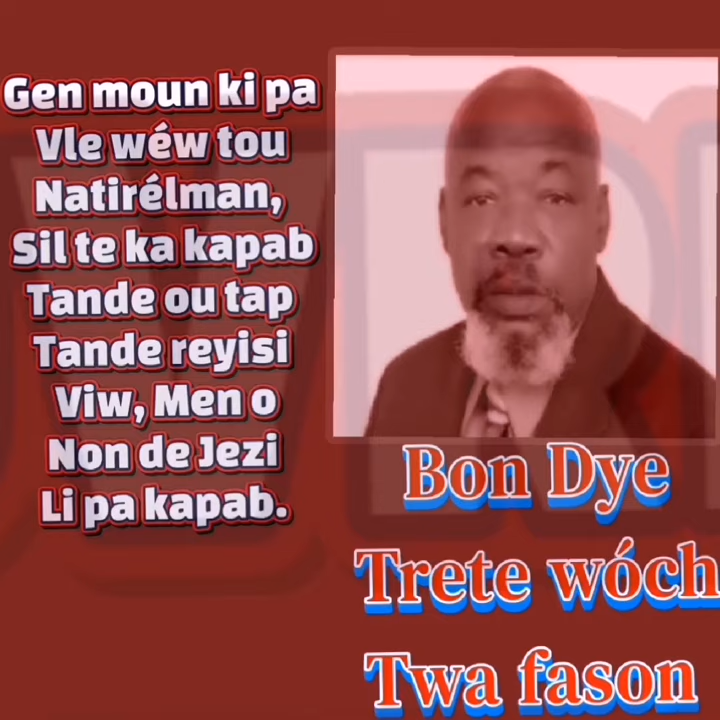 Gen moun ki pa
Vle wéw tou
Natirélman,
Sil te ka kapab
Tande ou tap
Tande reyisi
Viw, Men o
Non de Jezi
Li pa kapab.
Bon Dye
Trete wóch
Twa fason